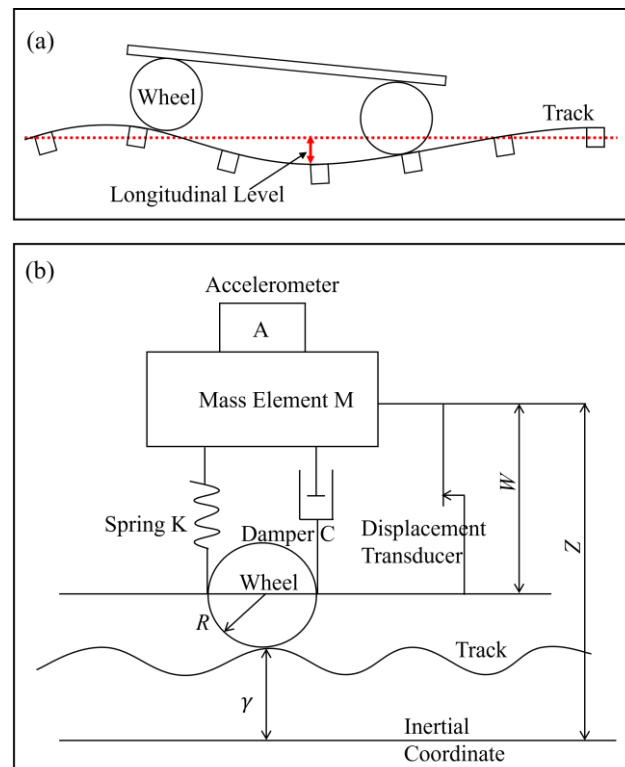 (a)
Wheel
Track
Longitudinal Level
(b)
Accelerometer
A
Mass Element M
W
Z
Spring K
Damper C
Displacement
Transducer
Wheel
R
Track
γ
Inertial
Coordinate